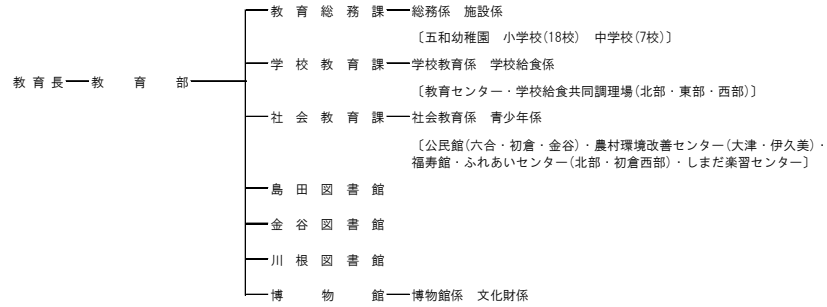 教育総務課 総務係 施設係
〔五和幼稚園 小学校(18校) 中学校(7校)〕
学校教育課 学校教育係 学校給食係
教育長 教育部
〔教育センター・学校給食共同調理場(北部・東部・西部)〕
社会教育課 社会教育係 青少年係
〔公民館(六合・初倉・金谷)・農村環境改善センター(大津・伊久美)・
福寿館・ふれあいセンター(北部・初倉西部)・しまだ楽習センター〕
島田図書館
金谷図書館
川根図書館
博物館 博物館係 文化財係